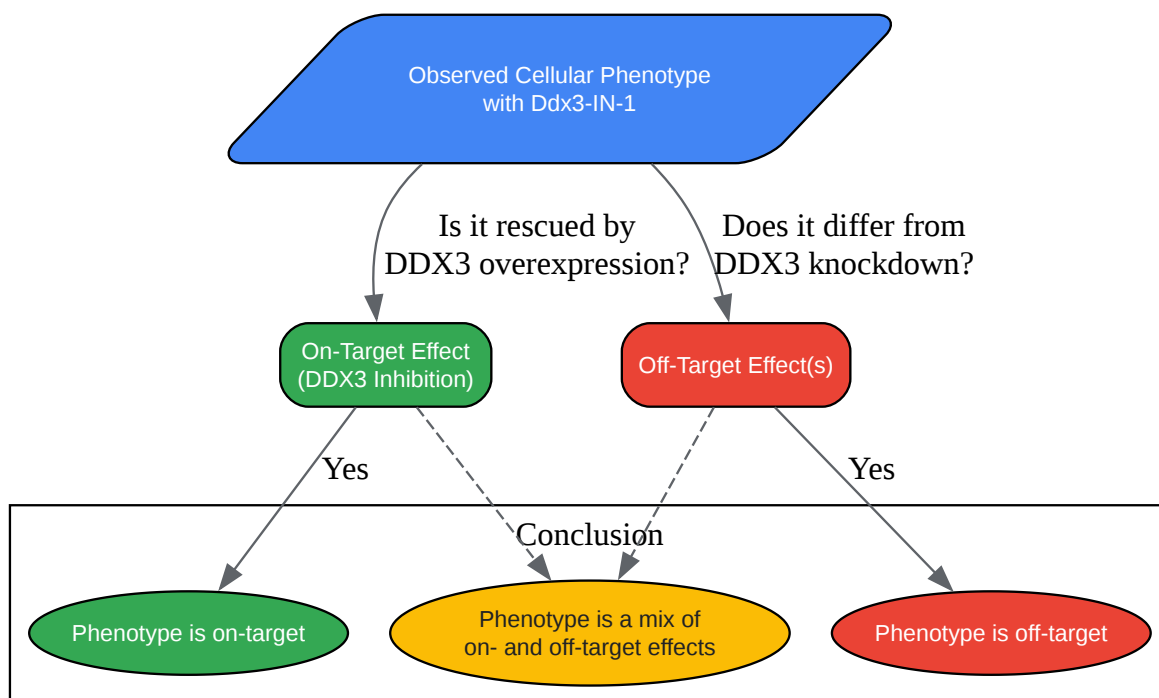 Observed Cellular Phenotype
with Ddx3-IN-1
Is it rescued by
DDX3 overexpression?
Does it differ from
DDX3 knockdown?
On-Target Effect
(DDX3 Inhibition)
Off-Target Effect(s)
Yes
Yes
Conclusion
Phenotype is on-target
Phenotype is a mix of
on- and off-target effects
Phenotype is off-target